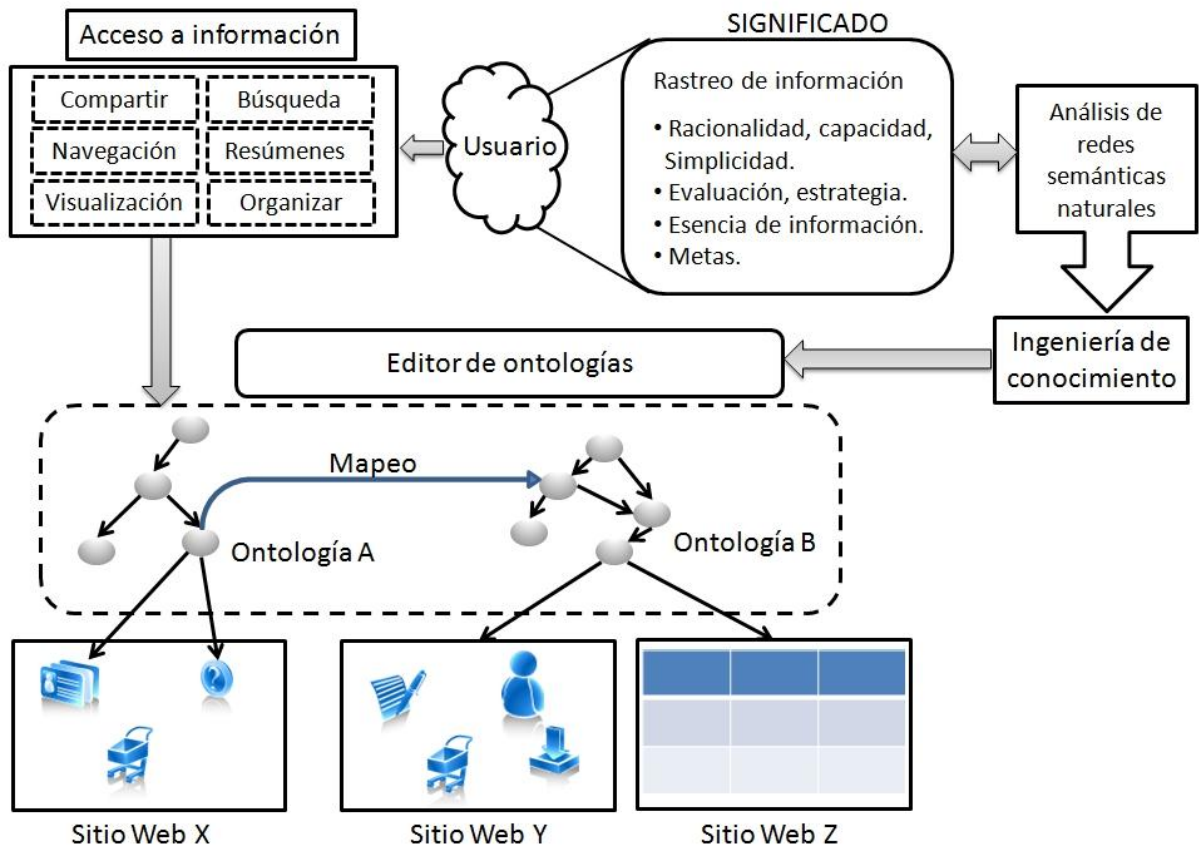 Acceso a información
SIGNIFICADO
Compartir
Búsqueda
Navegación
Resúmenes
Visualización
Organizar
Usuario
Rastreo de información
• Racionalidad, capacidad,
Simplicidad.
• Evaluación, estrategia.
• Esencia de información.
• Metas.
Análisis de
redes
semánticas
naturales
Editor de ontologías
Ingeniería de
conocimiento
Mapeo
Ontología A
Ontología B
?
Sitio Web X
Sitio Web Y
Sitio Web Z